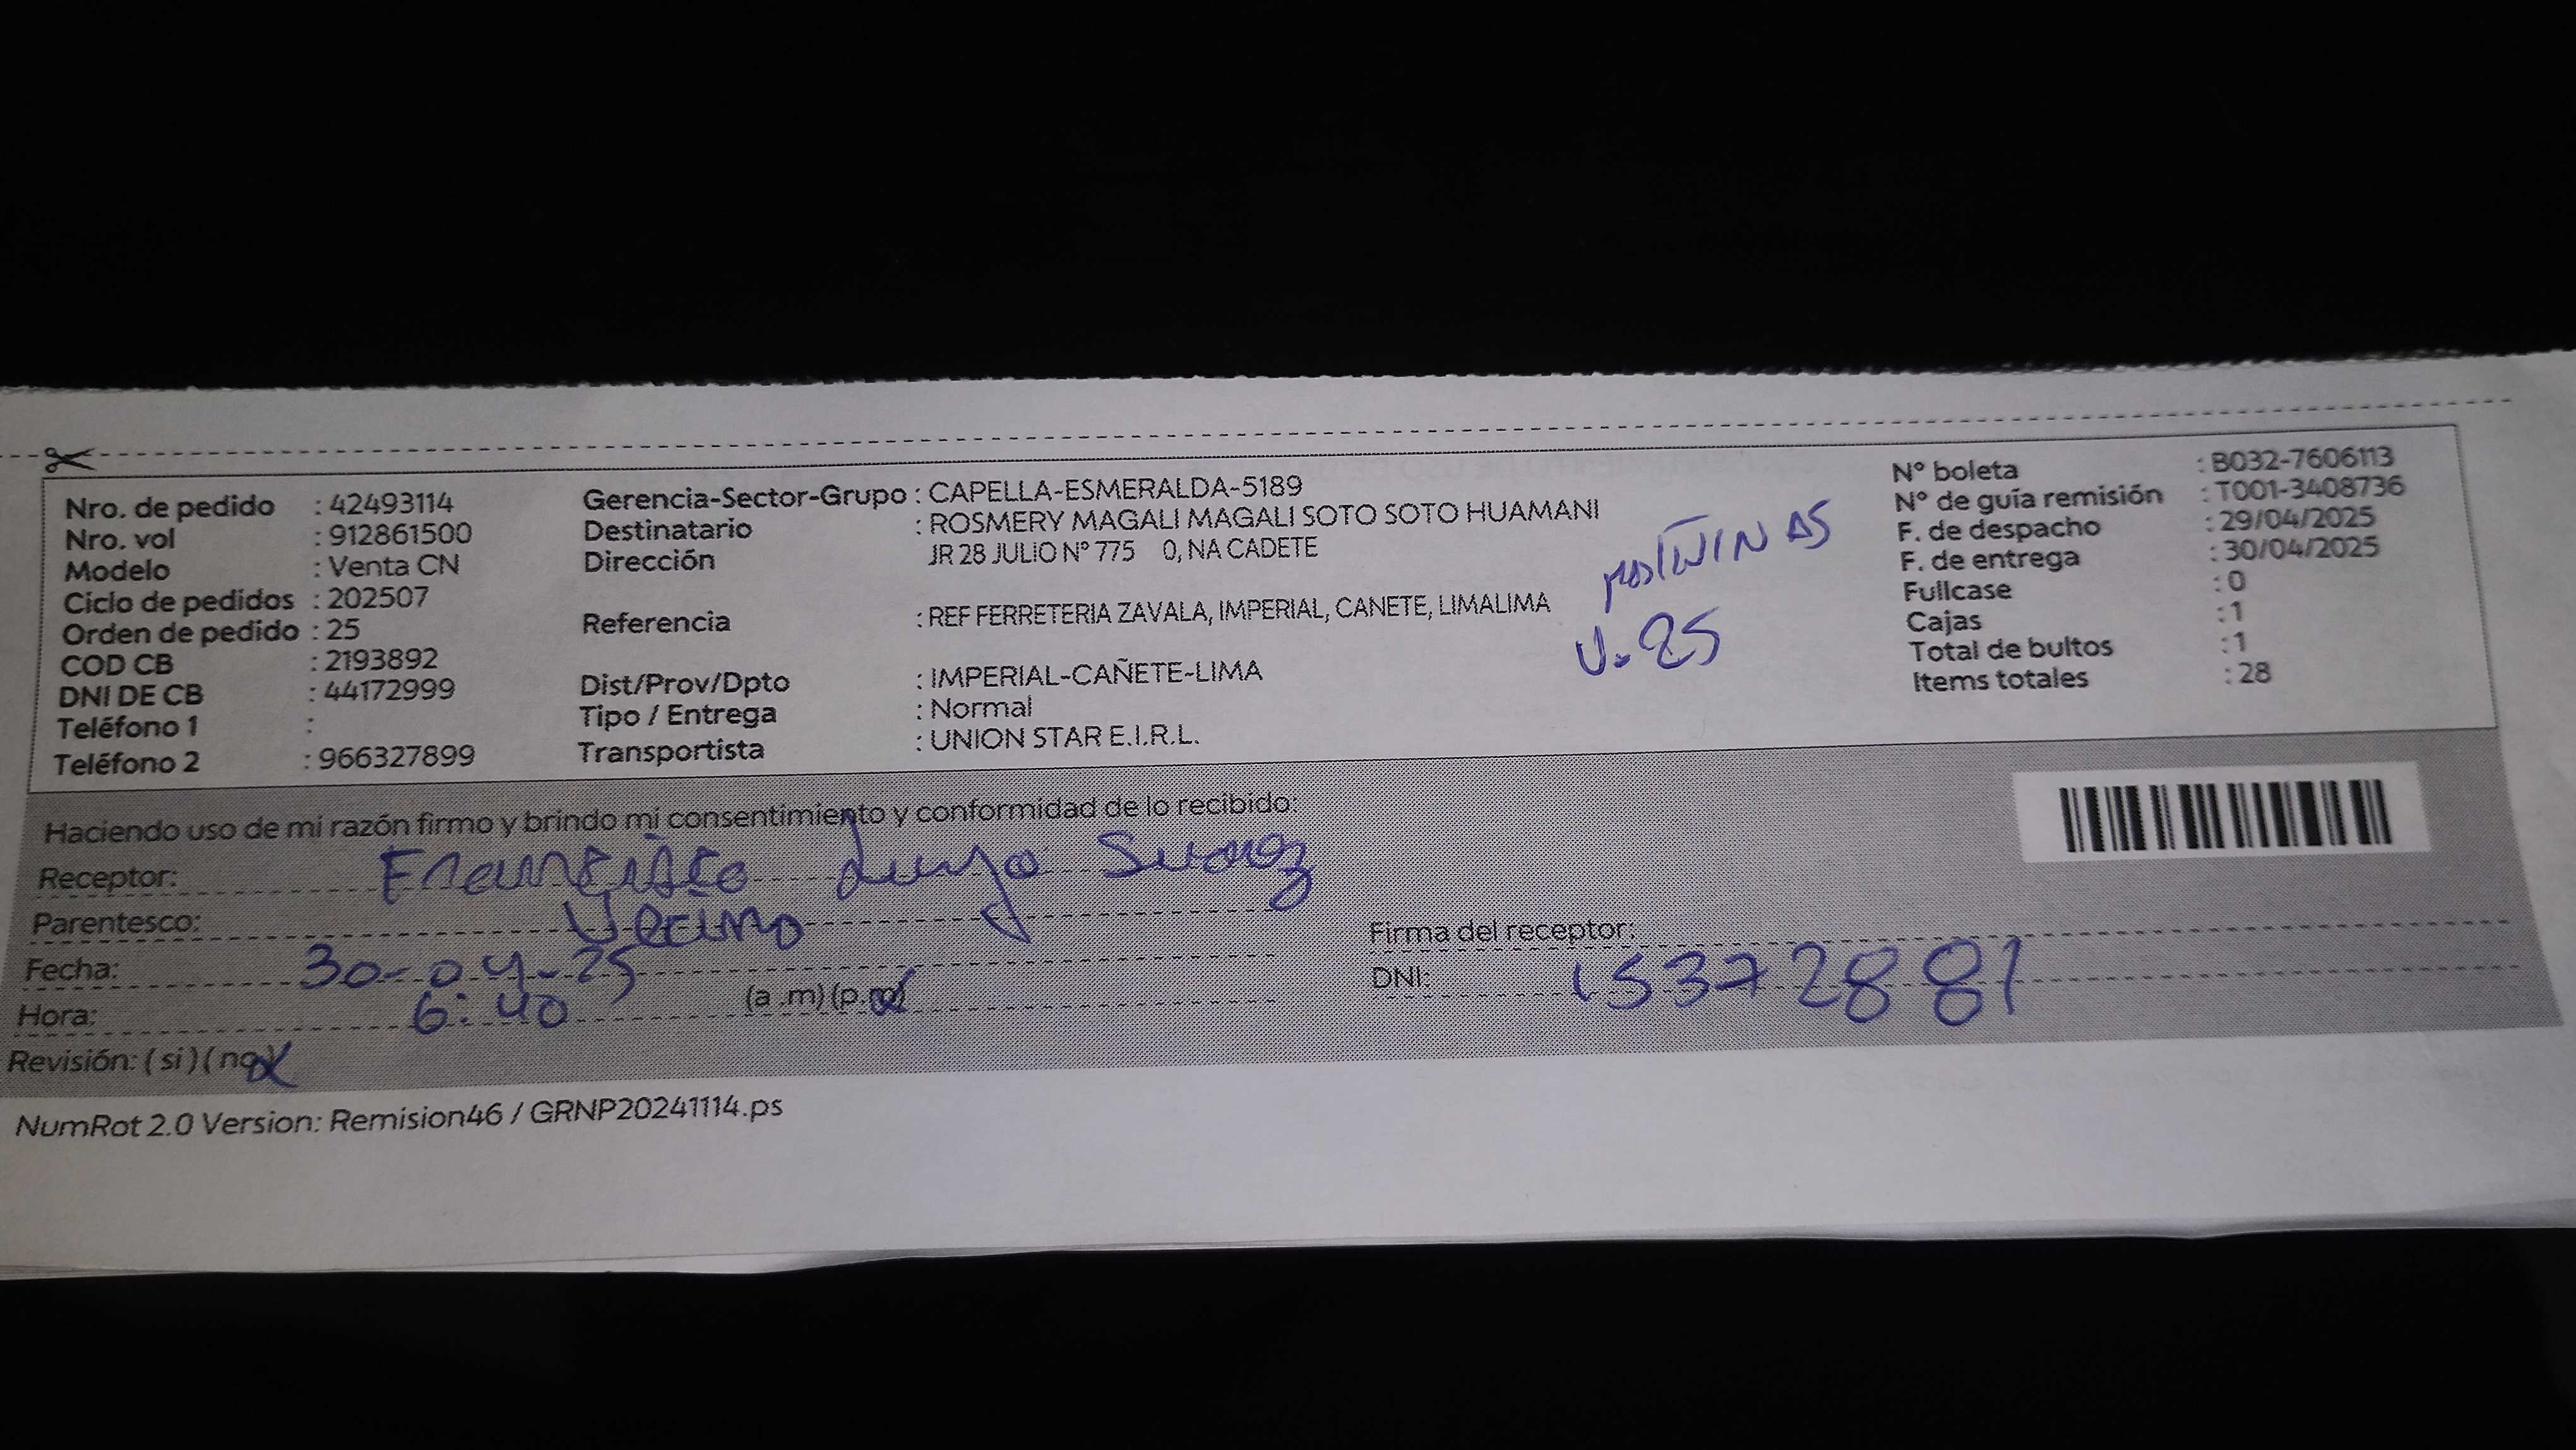 Nro. de pedido : 42493114
Nro. vol : 912861500
Modelo : Venta CN
Ciclo de pedidos : 202507
Orden de pedido : 25
COD CB : 2193892
DNI DE CB : 44172999
Teléfono 1 :
Teléfono 2 : 966327899
Gerencia-Sector-Grupo : CAPELLA-ESMERALDA-5189
Destinatario : ROSMERY MAGALI MAGALI SOTO SOTO HUAMANI
Dirección JR 28 JULIO N° 775 0, NA CADETE
Referencia : REF FERRETERIA ZAVALA, IMPERIAL, CANETE, LIMALIMA
Dist/Prov/Dpto : IMPERIAL-CAÑETE-LIMA
Tipo / Entrega : Normal
Transportista : UNION STAR E.I.R.L.
V. 25
N° boleta : B032-7606113
N° de guía remisión : T001-3408736
F. de despacho : 29/04/2025
F. de entrega : 30/04/2025
Fullcase : 0
Cajas : 1
Total de bultos : 1
Items totales : 28
Haciendo uso de mi razón firmo y brindo mi consentimiento y conformidad de lo recibido:
Receptor: Francisco Luyo Suarez
Parentesco: Vecino
Fecha: 30-04-25
Hora: 6:40 (a .m) (p.m)
Revisión: ( si ) ( no )
Firma del receptor:
DNI: 15372881
NumRot 2.0 Version: Remision46 / GRNP20241114.ps